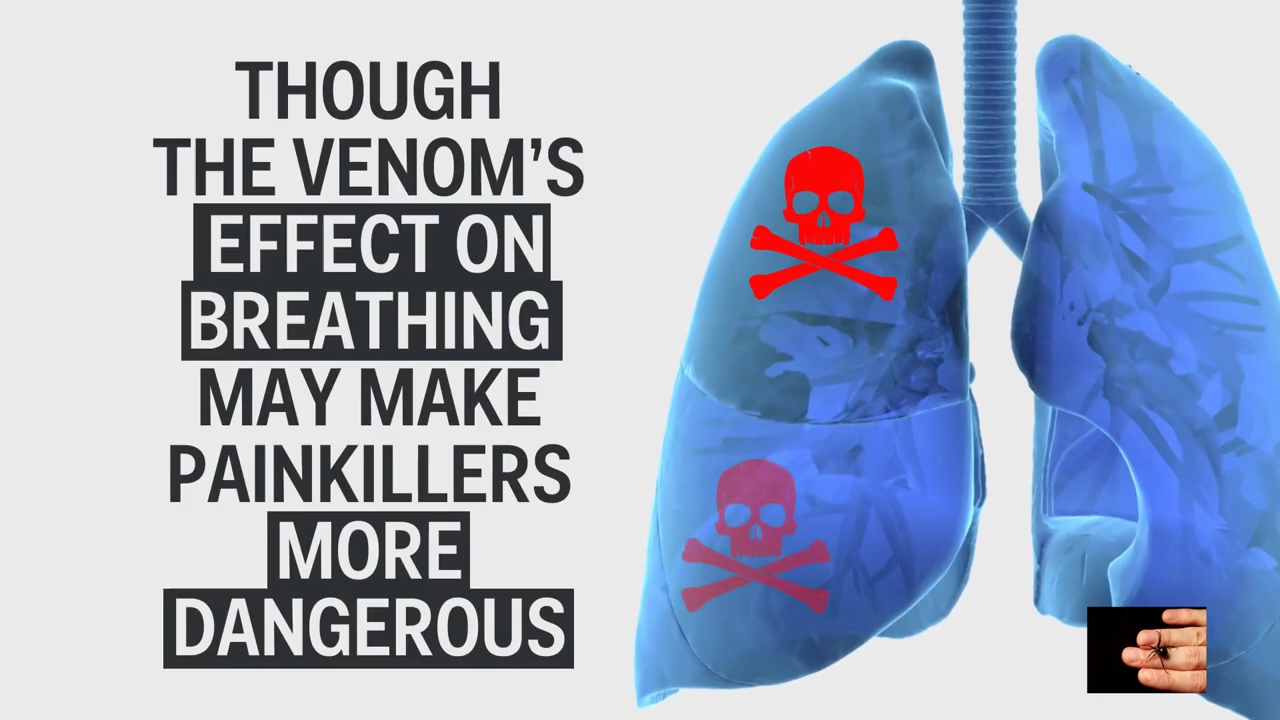 THOUGH
THE VENOM’S
EFFECT ON
BREATHING
MAY MAKE
PAINKILLERS
MORE
DANGEROUS